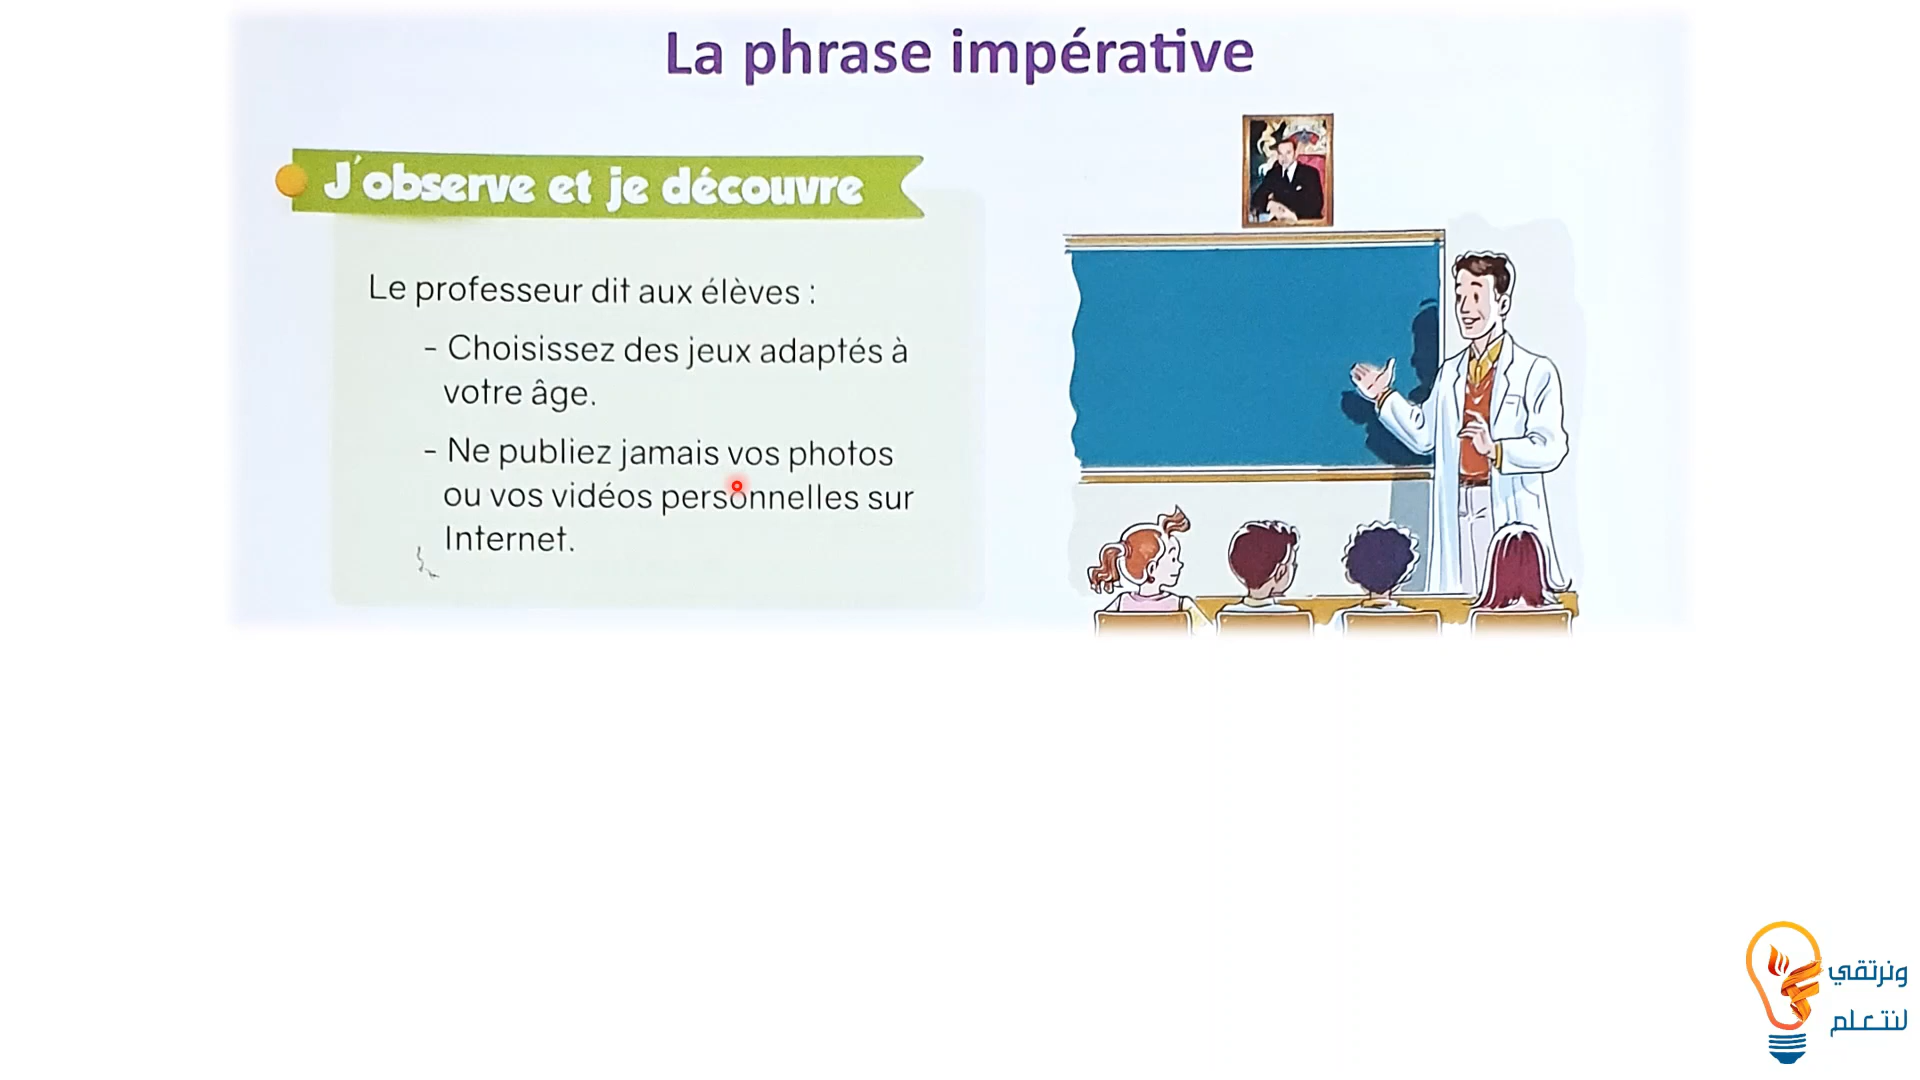 La phrase impérative
J'observe et je découvre
Le professeur dit aux élèves :
- Choisissez des jeux adaptés à
votre âge.
- Ne publiez jamais vos photos
ou vos vidéos personnelles sur
Internet.
ونرتقي
لنتعلم